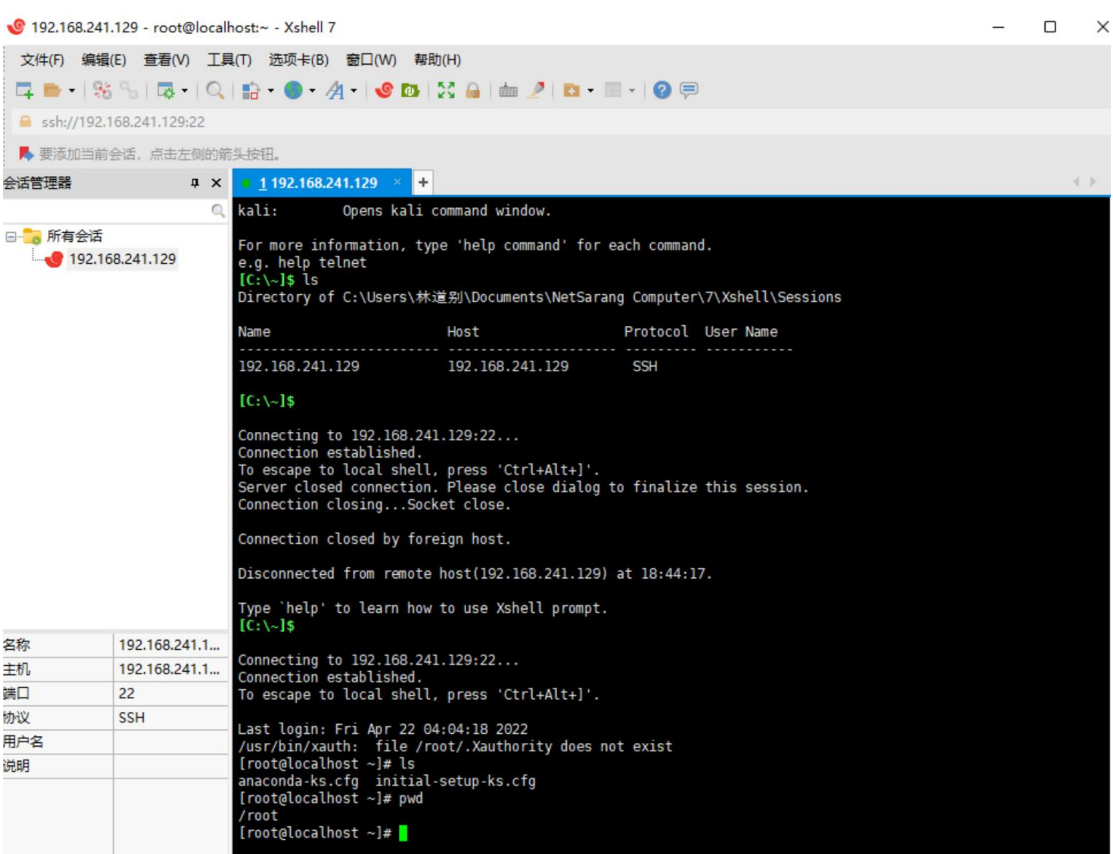 192.168.241.129 - root@localhost:~ - Xshell 7
文件(F) 编辑(E) 查看(V) 工具(T) 选项卡(B) 窗口(W) 帮助(H)
ssh://192.168.241.129:22
要添加当前会话，点击左侧的箭头按钮。
会话管理器
1 192.168.241.129
所有会话
192.168.241.129
kali:        Opens kali command window.
For more information, type 'help command' for each command.
e.g. help telnet
[C:\~]$ ls
Directory of C:\Users\林道别\Documents\NetSarang Computer\7\Xshell\Sessions
Name                      Host                  Protocol  User Name
------------------------- --------------------- --------- -----------
192.168.241.129           192.168.241.129        SSH
[C:\~]$
Connecting to 192.168.241.129:22...
Connection established.
To escape to local shell, press 'Ctrl+Alt+]'.
Server closed connection. Please close dialog to finalize this session.
Connection closing...Socket close.
Connection closed by foreign host.
Disconnected from remote host(192.168.241.129) at 18:44:17.
Type `help' to learn how to use Xshell prompt.
[C:\~]$
Connecting to 192.168.241.129:22...
Connection established.
To escape to local shell, press 'Ctrl+Alt+]'.
Last login: Fri Apr 22 04:04:18 2022
/usr/bin/xauth:  file /root/.Xauthority does not exist
[root@localhost ~]# ls
anaconda-ks.cfg  initial-setup-ks.cfg
[root@localhost ~]# pwd
/root
[root@localhost ~]#
名称 192.168.241.1...
主机 192.168.241.1...
端口 22
协议 SSH
用户名
说明